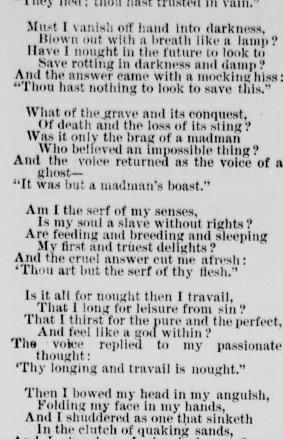 "They lied; thou hast trusted in vain."
Must I vanish off hand into darkness,
Blown out with a breath like a lamp?
Have I nought in the future to look to
Save rotting in darkness and damp?
And the answer came with a mocking hiss:
"Thou hast nothing to look to save this."
What of the grave and its conquest,
Of death and the loss of its sting?
Was it only the brag of a madman
Who believed an impossible thing?
And the voice returned as the voice of a
ghost—
"It was but a madman's boast."
Am I the serf of my senses,
Is my soul a slave without rights?
Are feeding and breeding and sleeping
My first and truest delights?
And the cruel answer cut me afresh:
'Thou art but the serf of thy flesh."
Is it all for nought then I travail,
That I long for leisure from sin?
That I thirst for the pure and the perfect,
And feel like a god within?
The voice replied to my passionate
thought:
'Thy longing and travail is nought."
Then I bowed my head in my anguish,
Folding my face in my hands,
And I shuddered as one that sinketh
In the clutch of quaking sands,